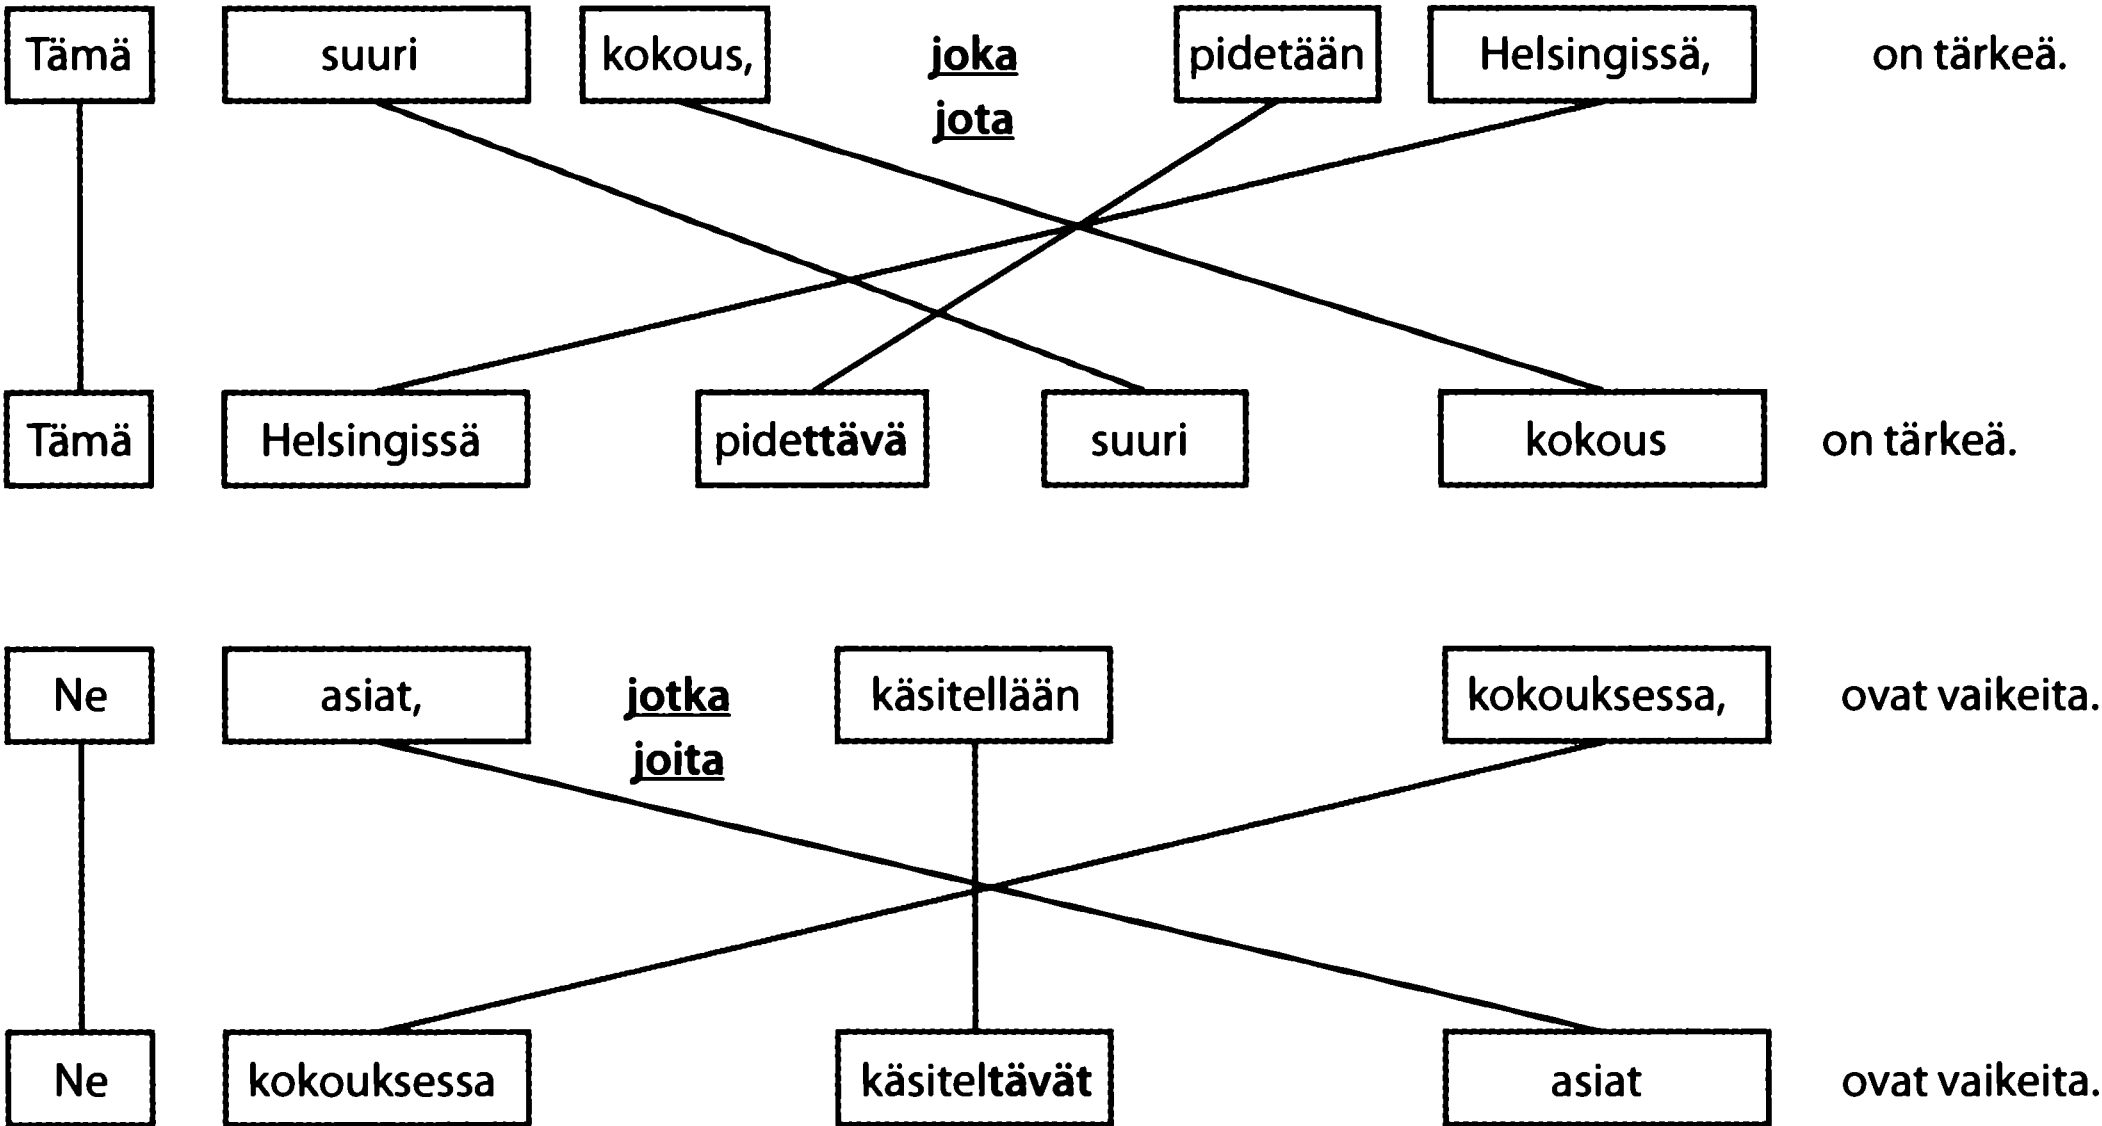 Tämä suuri kokous, joka pidetään Helsingissä, on tärkeä.
jota
Tämä Helsingissä pidettävä suuri kokous on tärkeä.
Ne asiat, jotka käsitellään kokouksessa, ovat vaikeita.
joita
Ne kokouksessa käsiteltävät asiat ovat vaikeita.